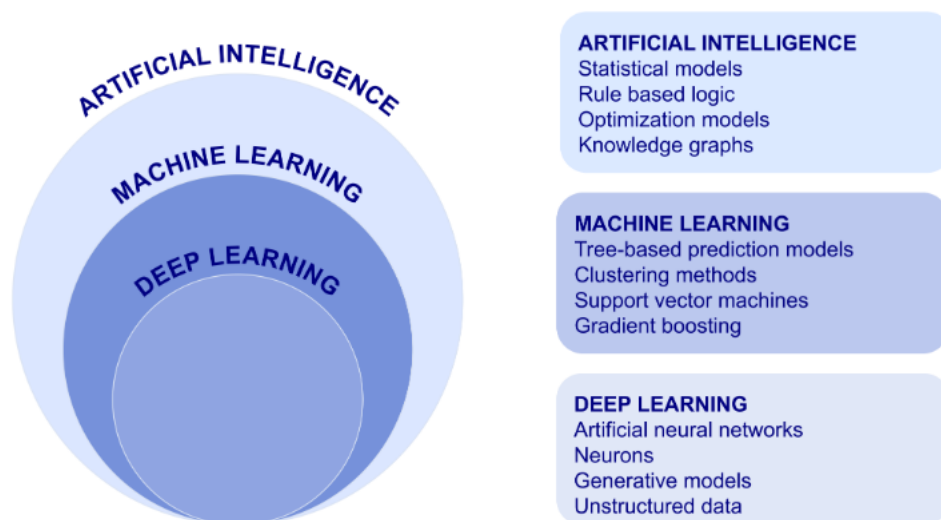 ARTIFICIAL INTELLIGENCE
MACHINE LEARNING
DEEP LEARNING
ARTIFICIAL INTELLIGENCE
Statistical models
Rule based logic
Optimization models
Knowledge graphs
MACHINE LEARNING
Tree-based prediction models
Clustering methods
Support vector machines
Gradient boosting
DEEP LEARNING
Artificial neural networks
Neurons
Generative models
Unstructured data